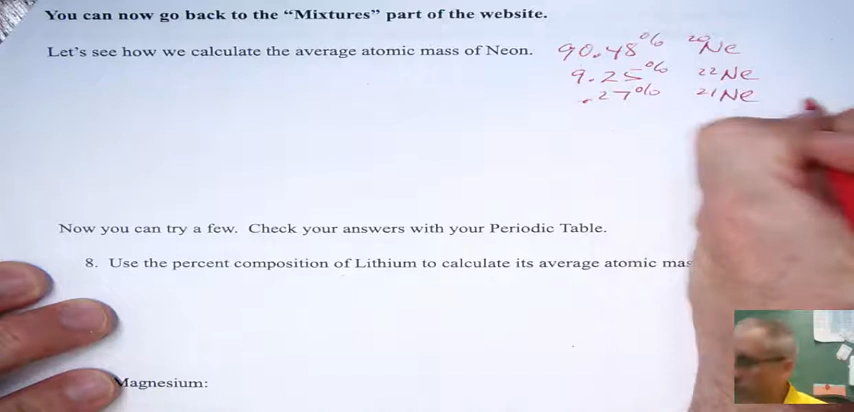 You can now go back to the “Mixtures” part of the website.
Let’s see how we calculate the average atomic mass of Neon. 90.48% 20Ne
9.25% 22Ne
.27% 21Ne
Now you can try a few. Check your answers with your Periodic Table.
8. Use the percent composition of Lithium to calculate its average atomic
Magnesium: